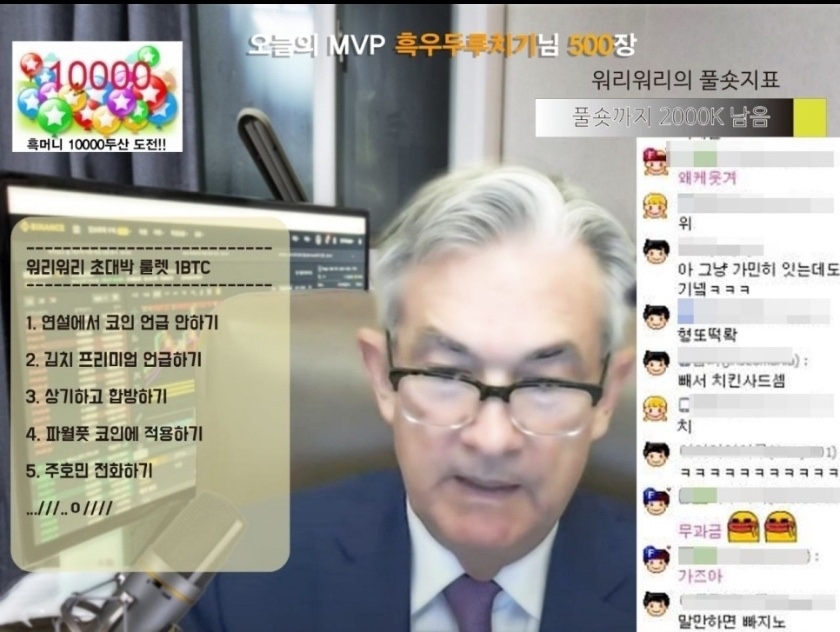 오늘의 MVP 흑우두루치기님 500장
10000
흑머니 10000두산 도전!!
워리워리의 풀숏지표
풀숏까지 2000K 남음
BINANCE
워리워리 초대박 룰렛 1BTC
1. 연설에서 코인 언급 안하기
2. 김치 프리미엄 언급하기
3. 상기하고 합방하기
4. 파월풋 코인에 적용하기
5. 주호민 전화하기
...///..ㅇ////
왜케웃겨
위
아 그냥 가민히 잇는데도
기넼ㅋㅋㅋ
형또떡롹
빼서 치킨사드셈
치
ㅋㅋㅋㅋㅋㅋㅋㅋㅋㅋㅋ
무과금
가즈아
말만하면 빠지노